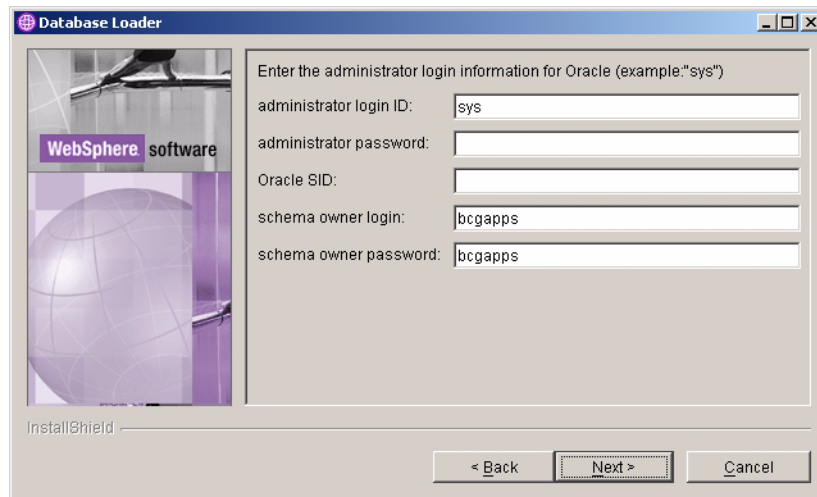 Database Loader
WebSphere software
Enter the administrator login information for Oracle (example:"sys")
administrator login ID: sys
administrator password:
Oracle SID:
schema owner login: bcgapps
schema owner password: bcgapps
InstallShield
< Back Next > Cancel